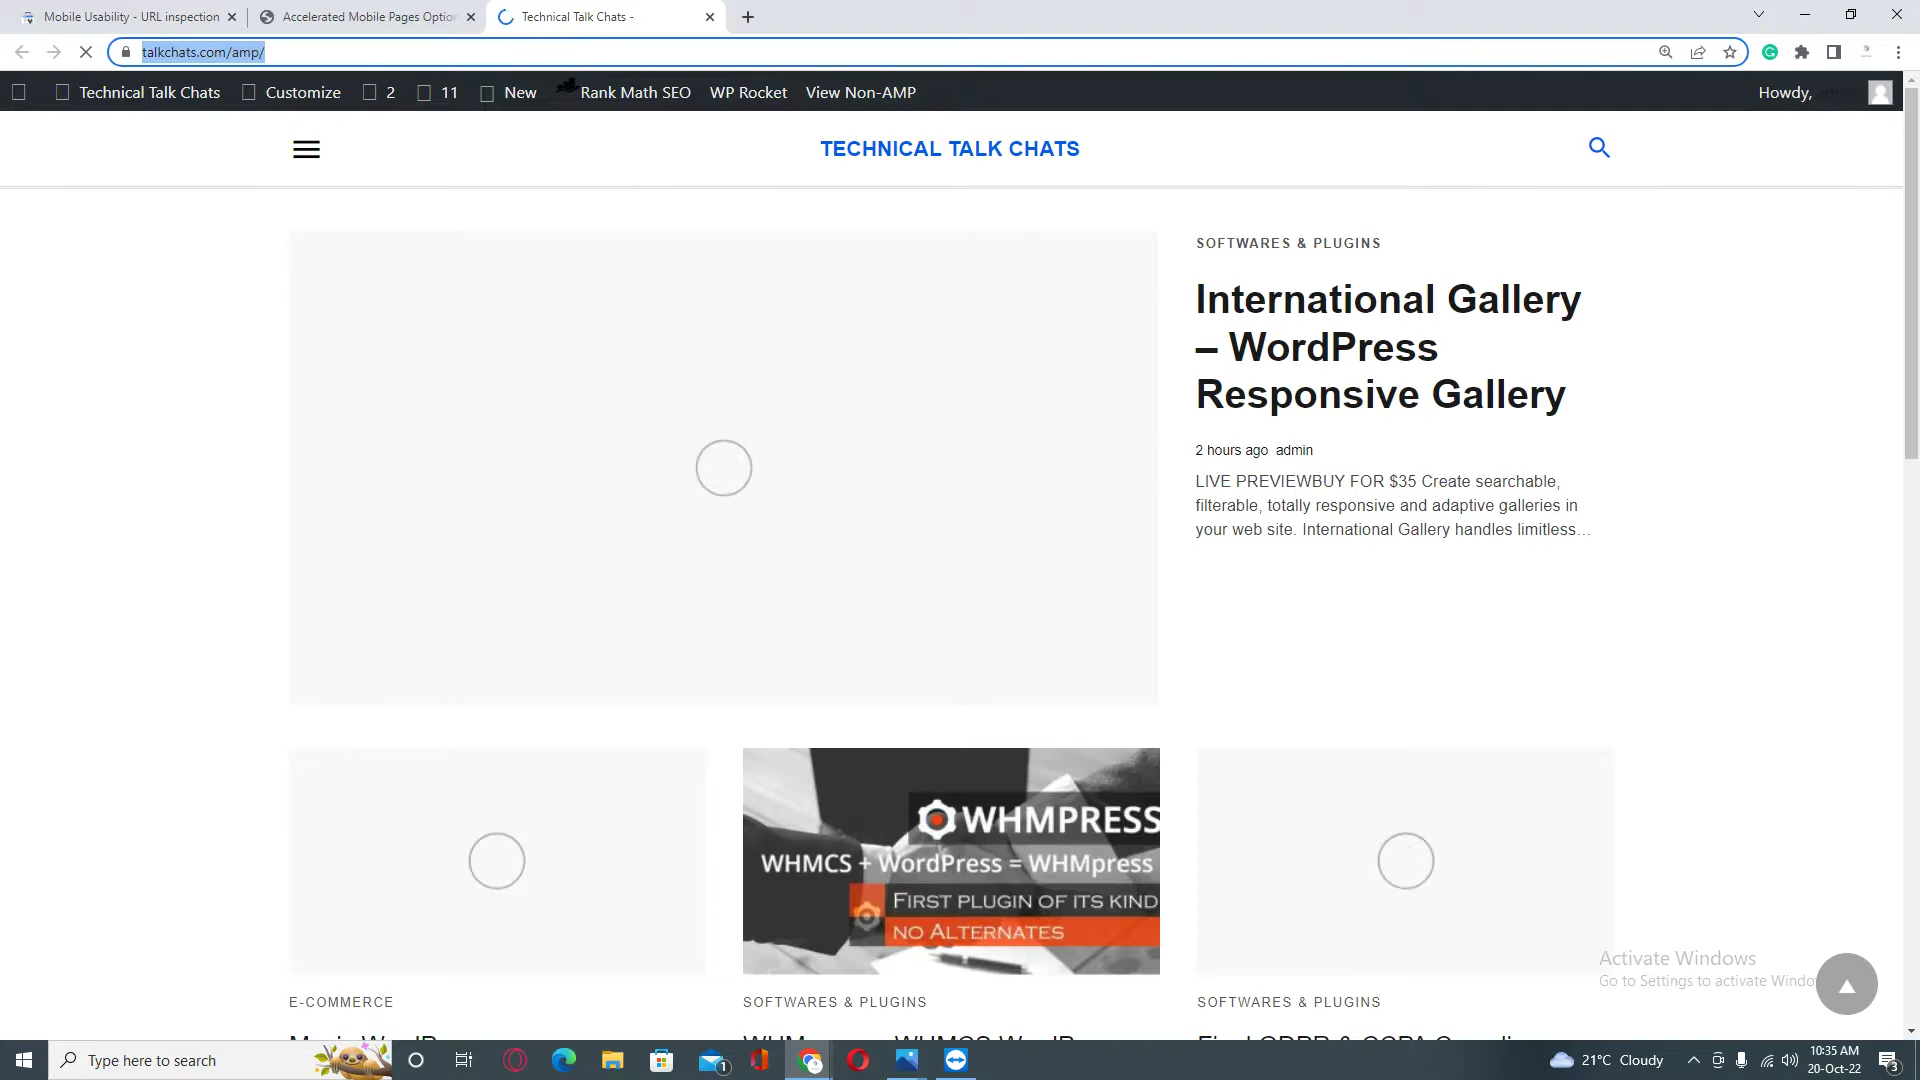 Mobile Usability - URL inspection
Accelerated Mobile Pages Option
Technical Talk Chats -
talkchats.com/amp/
Technical Talk Chats Customize 2 11 New Rank Math SEO WP Rocket View Non-AMP Howdy,
TECHNICAL TALK CHATS
SOFTWARES & PLUGINS
International Gallery
– WordPress
Responsive Gallery
2 hours ago admin
LIVE PREVIEWBUY FOR $35 Create searchable,
filterable, totally responsive and adaptive galleries in
your web site. International Gallery handles limitless…
WHMPRESS
WHMCS + WordPress = WHMpress
FIRST PLUGIN OF ITS KIND
NO ALTERNATES
E-COMMERCE
SOFTWARES & PLUGINS
SOFTWARES & PLUGINS
Activate Windows
Go to Settings to activate Windo
Type here to search
1
21°C Cloudy
10:35 AM
20-Oct-22
3